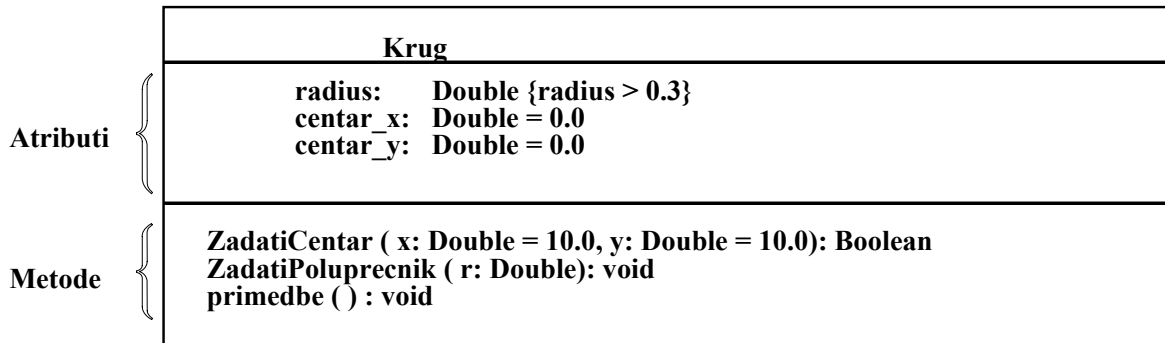 Krug
Atributi
radius: Double {radius > 0.3}
centar_x: Double = 0.0
centar_y: Double = 0.0
Metode
ZadatiCentar ( x: Double = 10.0, y: Double = 10.0): Boolean
ZadatiPoluprecnik ( r: Double): void
primedbe ( ) : void